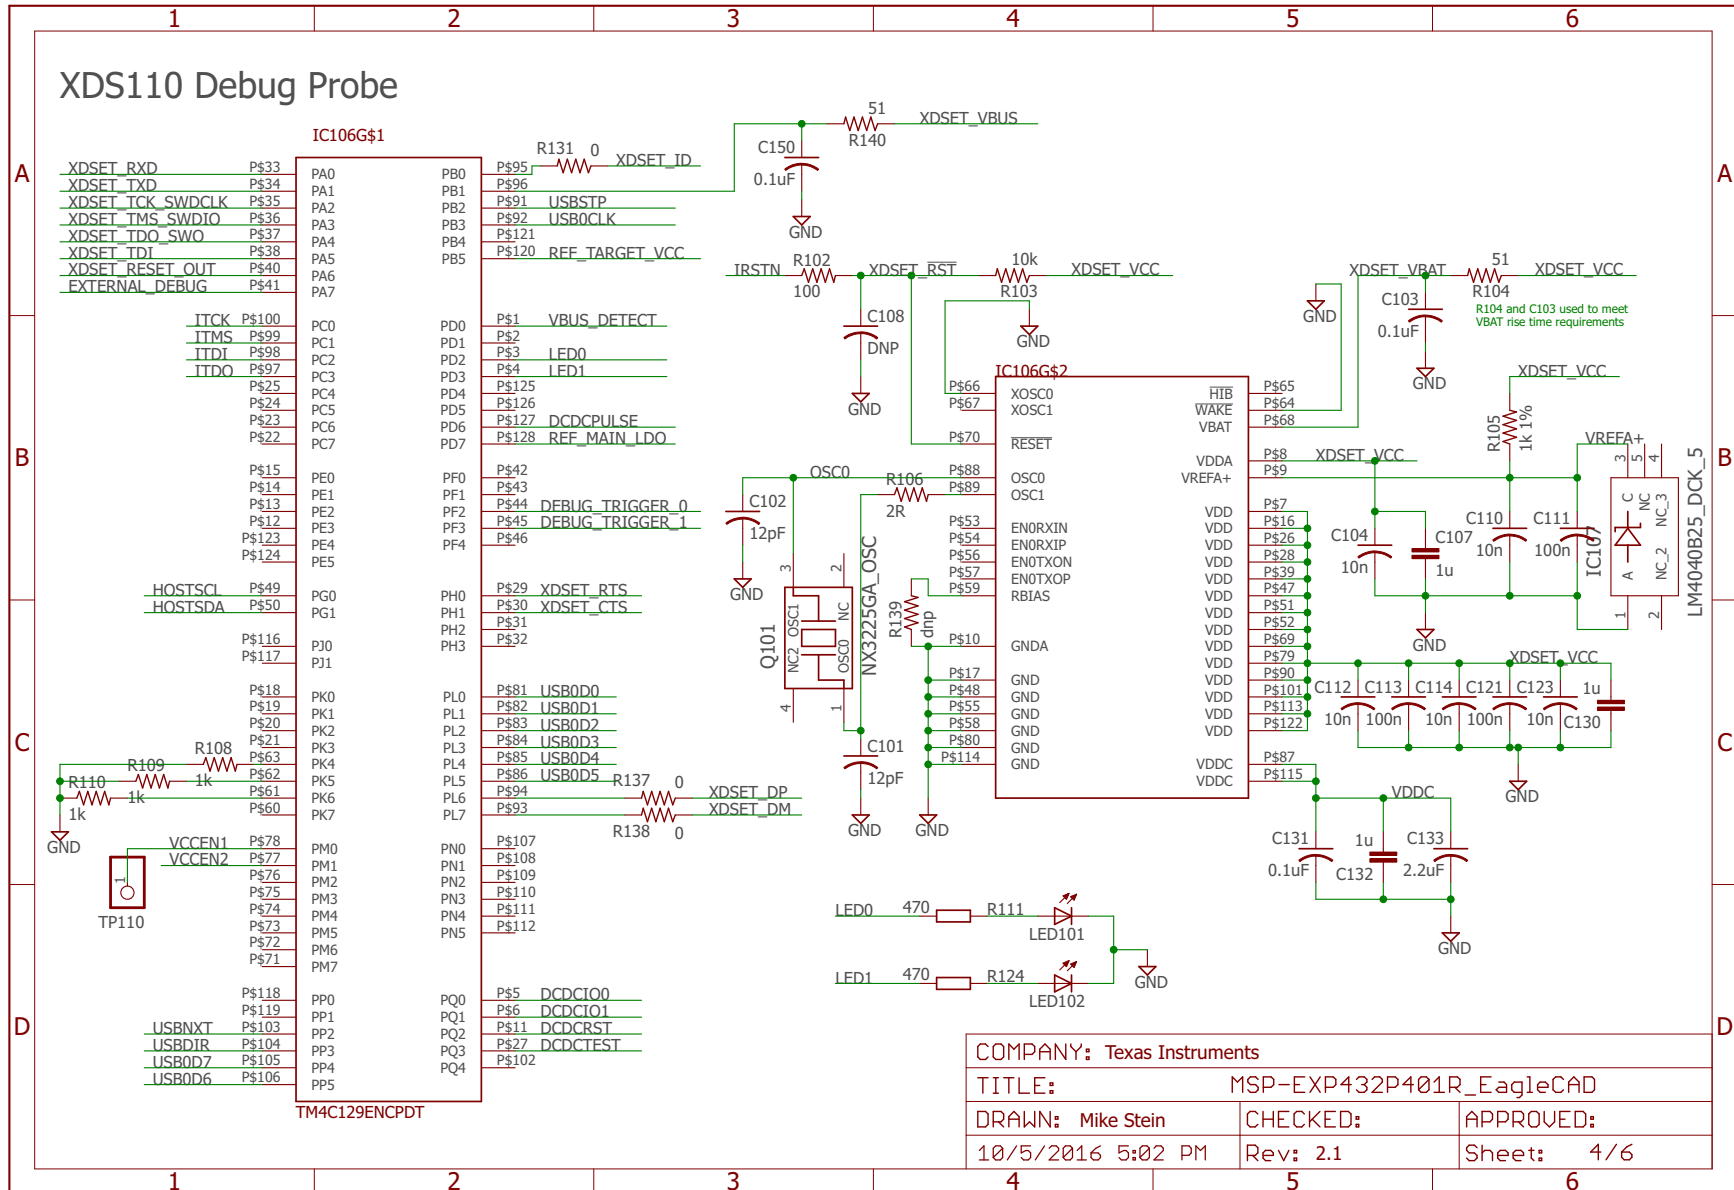 1 2 3 4 5 6
A
B
C
D
XDS110 Debug Probe
IC106G$1
XDSET_RXD P$33 PA0
XDSET_TXD P$34 PA1
XDSET_TCK_SWDCLK P$35 PA2
XDSET_TMS_SWDIO P$36 PA3
XDSET_TDO_SWO P$37 PA4
XDSET_TDI P$38 PA5
XDSET_RESET_OUT P$40 PA6
EXTERNAL_DEBUG P$41 PA7
ITCK P$100 PC0
ITMS P$99 PC1
ITDI P$98 PC2
ITDO P$97 PC3
P$25 PC4
P$24 PC5
P$23 PC6
P$22 PC7
P$15 PE0
P$14 PE1
P$13 PE2
P$12 PE3
P$123 PE4
P$124 PE5
HOSTSCL P$49 PG0
HOSTSDA P$50 PG1
P$116 PJ0
P$117 PJ1
P$18 PK0
P$19 PK1
P$20 PK2
P$21 PK3
R108 1k P$63 PK4
R109 1k P$62 PK5
R110 1k P$61 PK6
P$60 PK7
GND
VCCEN1 P$78 PM0
VCCEN2 P$77 PM1
P$76 PM2
P$75 PM3
P$74 PM4
P$73 PM5
P$72 PM6
P$71 PM7
1
TP110
P$118 PP0
P$119 PP1
USBNXT P$103 PP2
USBDIR P$104 PP3
USB0D7 P$105 PP4
USB0D6 P$106 PP5
TM4C129ENCPDT
PB0 P$95 R131 0 XDSET_ID
PB1 P$96
PB2 P$91 USBSTP
PB3 P$92 USB0CLK
PB4 P$121
PB5 P$120 REF_TARGET_VCC
PD0 P$1 VBUS_DETECT
PD1 P$2
PD2 P$3 LED0
PD3 P$4 LED1
PD4 P$125
PD5 P$126
PD6 P$127 DCDCPULSE
PD7 P$128 REF_MAIN_LDO
PF0 P$42
PF1 P$43
PF2 P$44 DEBUG_TRIGGER_0
PF3 P$45 DEBUG_TRIGGER_1
PF4 P$46
PH0 P$29 XDSET_RTS
PH1 P$30 XDSET_CTS
PH2 P$31
PH3 P$32
PL0 P$81 USB0D0
PL1 P$82 USB0D1
PL2 P$83 USB0D2
PL3 P$84 USB0D3
PL4 P$85 USB0D4
PL5 P$86 USB0D5
PL6 P$94 R137 0 XDSET_DP
PL7 P$93 R138 0 XDSET_DM
PN0 P$107
PN1 P$108
PN2 P$109
PN3 P$110
PN4 P$111
PN5 P$112
PQ0 P$5 DCDCIO0
PQ1 P$6 DCDCIO1
PQ2 P$11 DCDCRST
PQ3 P$27 DCDCTEST
PQ4 P$102
51
R140
XDSET_VBUS
C150
0.1uF
GND
IRSTN R102 100 XDSET_RST 10k R103 XDSET_VCC
C108
DNP
GND
GND
XDSET_VBAT 51 R104 XDSET_VCC
R104 and C103 used to meet
VBAT rise time requirements
C103
0.1uF
GND
GND
IC106G$2
P$66 XOSC0
P$67 XOSC1
P$70 RESET
P$88 OSC0
P$89 OSC1
P$53 EN0RXIN
P$54 EN0RXIP
P$56 EN0TXON
P$57 EN0TXOP
P$59 RBIAS
P$10 GNDA
P$17 GND
P$48 GND
P$55 GND
P$58 GND
P$80 GND
P$114 GND
HIB P$65
WAKE P$64
VBAT P$68
VDDA P$8 XDSET_VCC
VREFA+ P$9
VDD P$7
VDD P$16
VDD P$26
VDD P$28
VDD P$39
VDD P$47
VDD P$51
VDD P$52
VDD P$69
VDD P$79
VDD P$90
VDD P$101
VDD P$113
VDD P$122
VDDC P$87
VDDC P$115
OSC0
R106
2R
C102
12pF
GND
Q101
3 2
NC2 OSC1
OSC0 NC
4 1
NX3225GA_OSC
C101
12pF
GND
R139
dnp
GND
XDSET_VCC
R105
1k 1%
VREFA+
3 5 4
C NC NC_3
A NC_2
1 2
IC107
LM4040B25_DCK_5
C104
10n
C107
1u
C110
10n
C111
100n
GND
XDSET_VCC
C112 C113 C114 C121 C123 1u
10n 100n 10n 100n 10n C130
GND
VDDC
C131 1u C133
0.1uF C132 2.2uF
GND
LED0 470 R111
LED101
LED1 470 R124
LED102
GND
COMPANY: Texas Instruments
TITLE: MSP-EXP432P401R_EagleCAD
DRAWN: Mike Stein CHECKED: APPROVED:
10/5/2016 5:02 PM Rev: 2.1 Sheet: 4/6
A
B
C
D
1 2 3 4 5 6